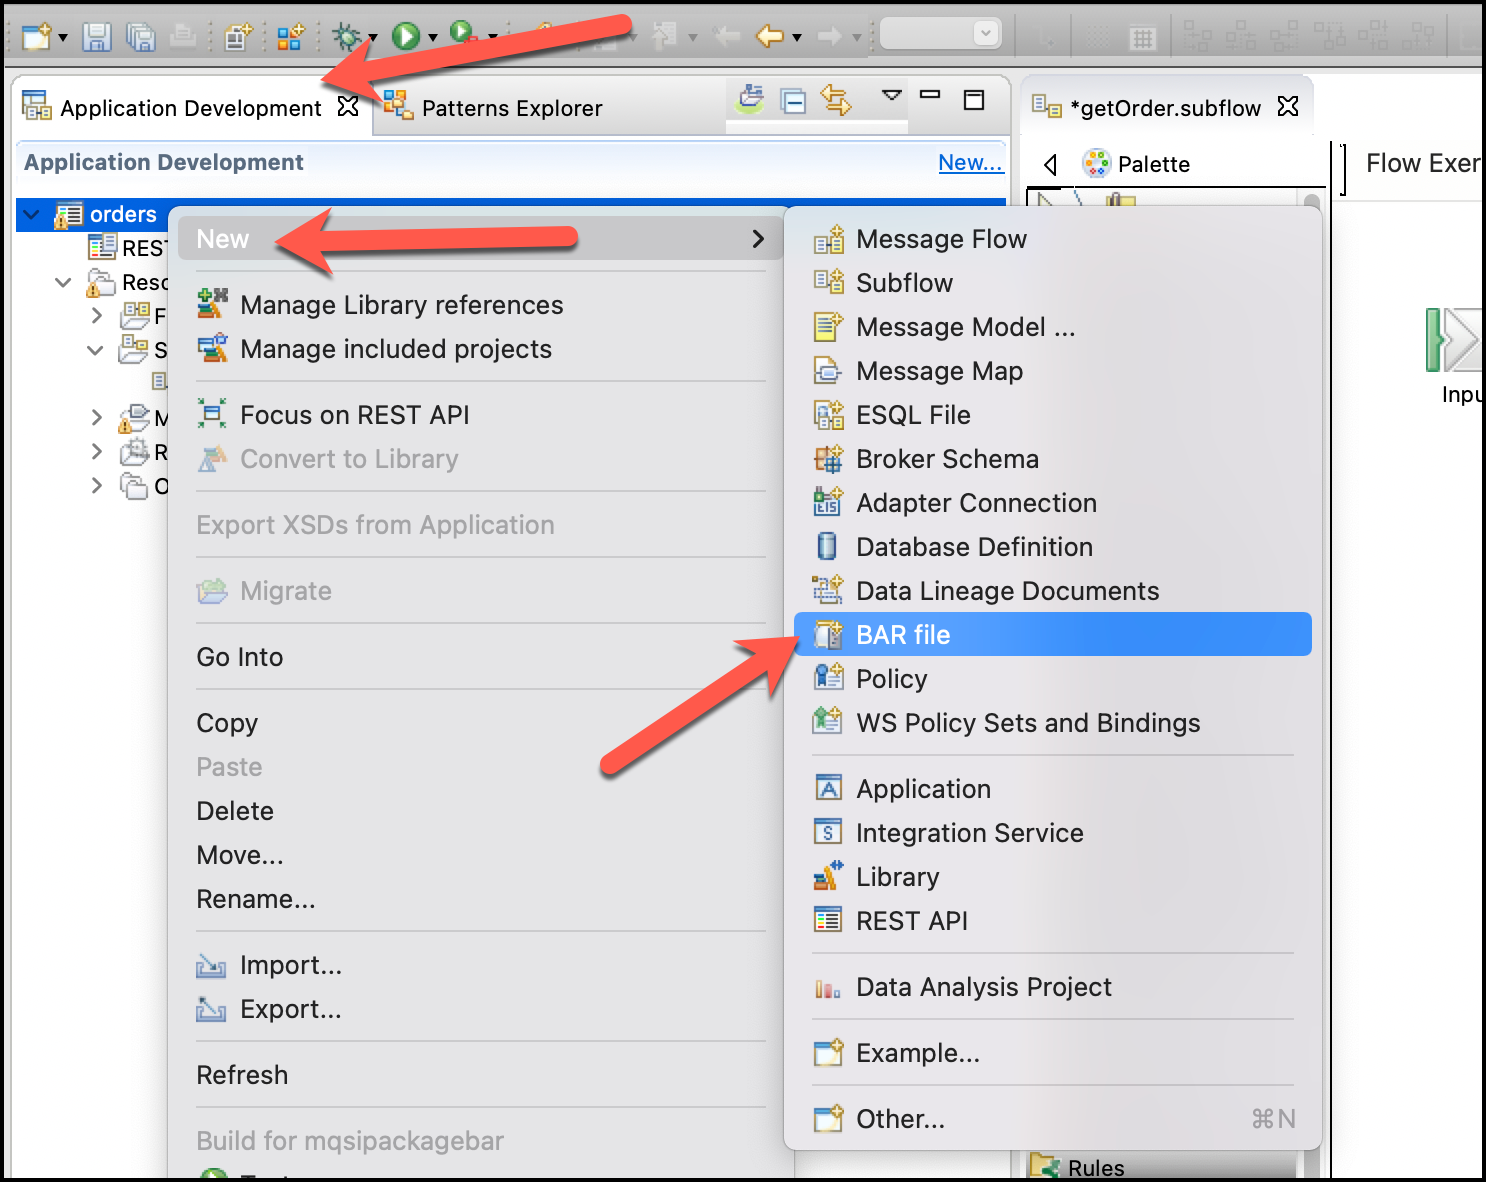 Application Development
Patterns Explorer
*getOrder.subflow
Application Development
New...
Palette
Flow Exer
orders
REST
Reso
F
S
M
R
O
New
Manage Library references
Manage included projects
Focus on REST API
Convert to Library
Export XSDs from Application
Migrate
Go Into
Copy
Paste
Delete
Move...
Rename...
Import...
Export...
Refresh
Build for mqsipackagebar
Message Flow
Subflow
Message Model ...
Message Map
ESQL File
Broker Schema
Adapter Connection
Database Definition
Data Lineage Documents
BAR file
Policy
WS Policy Sets and Bindings
Application
Integration Service
Library
REST API
Data Analysis Project
Example...
Other... ⌘N
Inpu
Rules